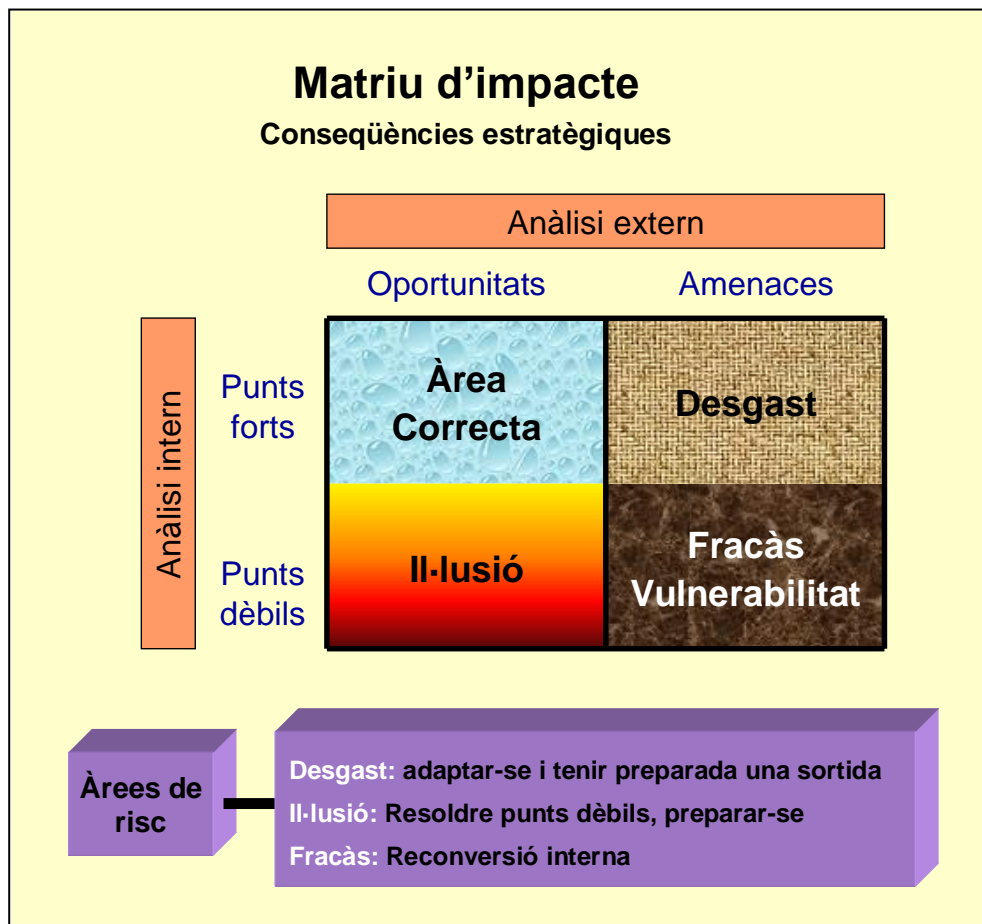 Matriu d’impacte
Conseqüències estratègiques
Anàlisi extern
Oportunitats
Amenaces
Anàlisi intern
Punts
forts
Àrea
Correcta
Desgast
Punts
dèbils
Il·lusió
Fracàs
Vulnerabilitat
Àrees de
risc
Desgast: adaptar-se i tenir preparada una sortida
Il·lusió: Resoldre punts dèbils, preparar-se
Fracàs: Reconversió interna